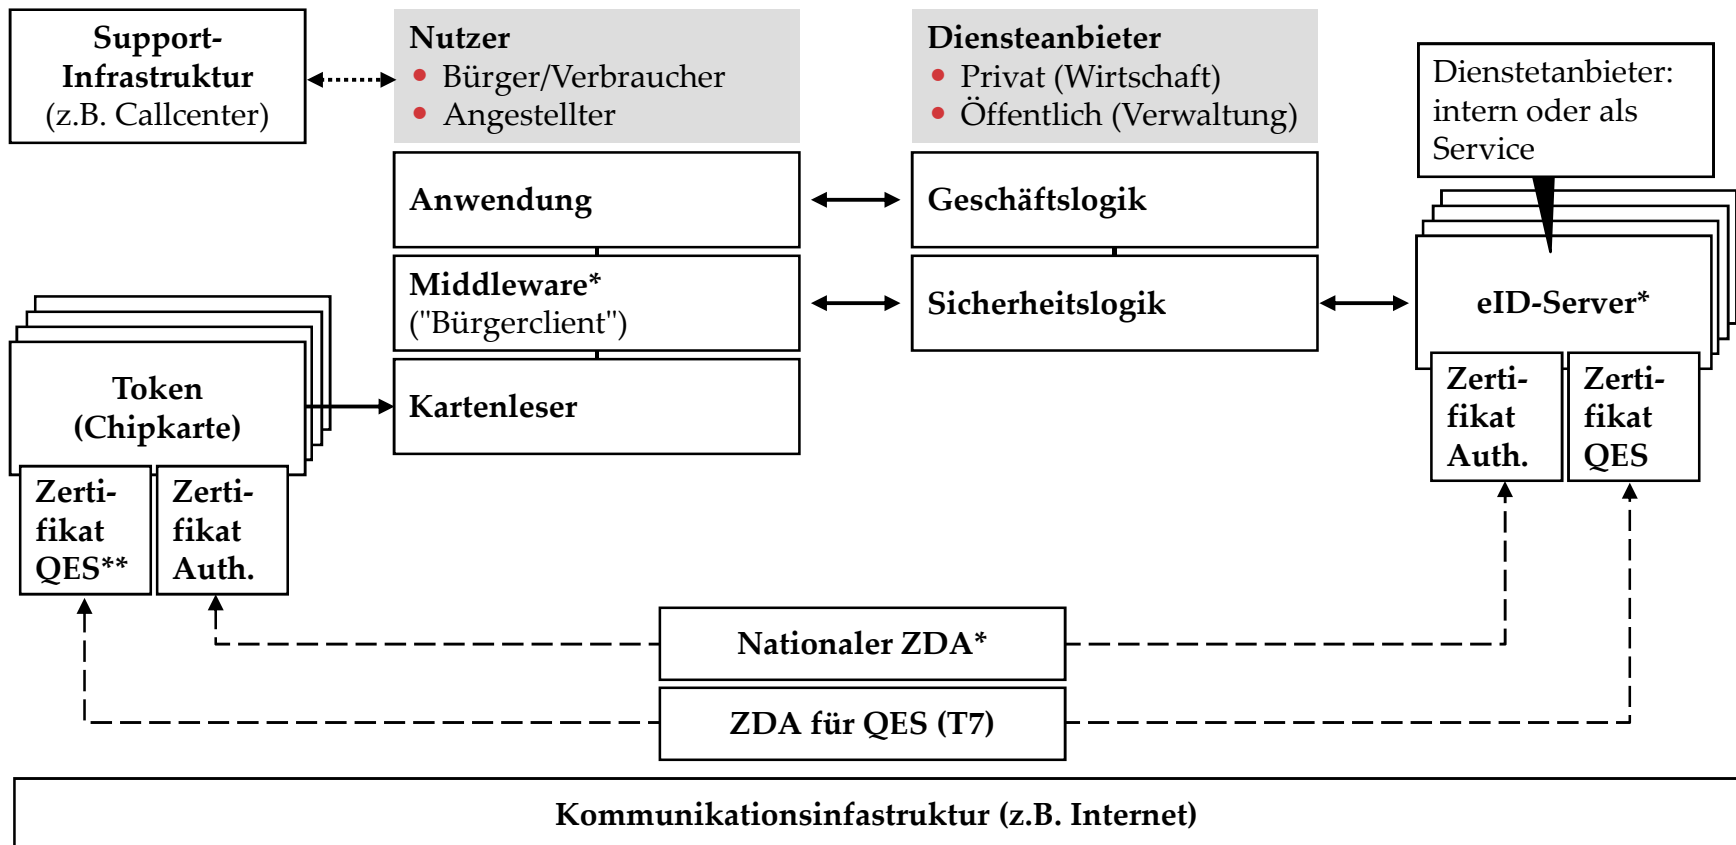 Support-
Infrastruktur
(z.B. Callcenter)
Nutzer
• Bürger/Verbraucher
• Angestellter
Diensteanbieter
• Privat (Wirtschaft)
• Öffentlich (Verwaltung)
Dienstetanbieter:
intern oder als
Service
Anwendung
Geschäftslogik
Middleware*
("Bürgerclient")
Sicherheitslogik
eID-Server*
Token
(Chipkarte)
Kartenleser
Zerti-
fikat
Auth.
Zerti-
fikat
QES
Zerti-
fikat
QES**
Zerti-
fikat
Auth.
Nationaler ZDA*
ZDA für QES (T7)
Kommunikationsinfastruktur (z.B. Internet)